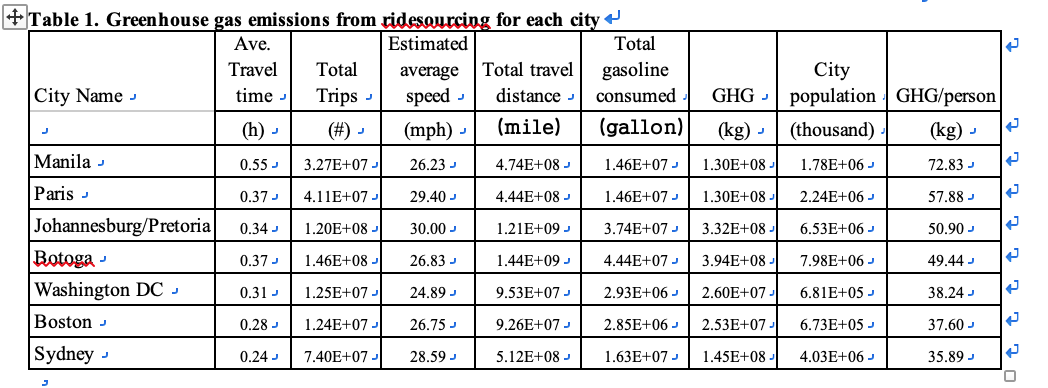 Table 1. Greenhouse gas emissions from ridesourcing for each city
City Name Ave. Travel time Total Trips Estimated average speed Total travel distance Total gasoline consumed GHG City population GHG/person
(h) (#) (mph) (mile) (gallon) (kg) (thousand) (kg)
Manila 0.55 3.27E+07 26.23 4.74E+08 1.46E+07 1.30E+08 1.78E+06 72.83
Paris 0.37 4.11E+07 29.40 4.44E+08 1.46E+07 1.30E+08 2.24E+06 57.88
Johannesburg/Pretoria 0.34 1.20E+08 30.00 1.21E+09 3.74E+07 3.32E+08 6.53E+06 50.90
Botoga 0.37 1.46E+08 26.83 1.44E+09 4.44E+07 3.94E+08 7.98E+06 49.44
Washington DC 0.31 1.25E+07 24.89 9.53E+07 2.93E+06 2.60E+07 6.81E+05 38.24
Boston 0.28 1.24E+07 26.75 9.26E+07 2.85E+06 2.53E+07 6.73E+05 37.60
Sydney 0.24 7.40E+07 28.59 5.12E+08 1.63E+07 1.45E+08 4.03E+06 35.89